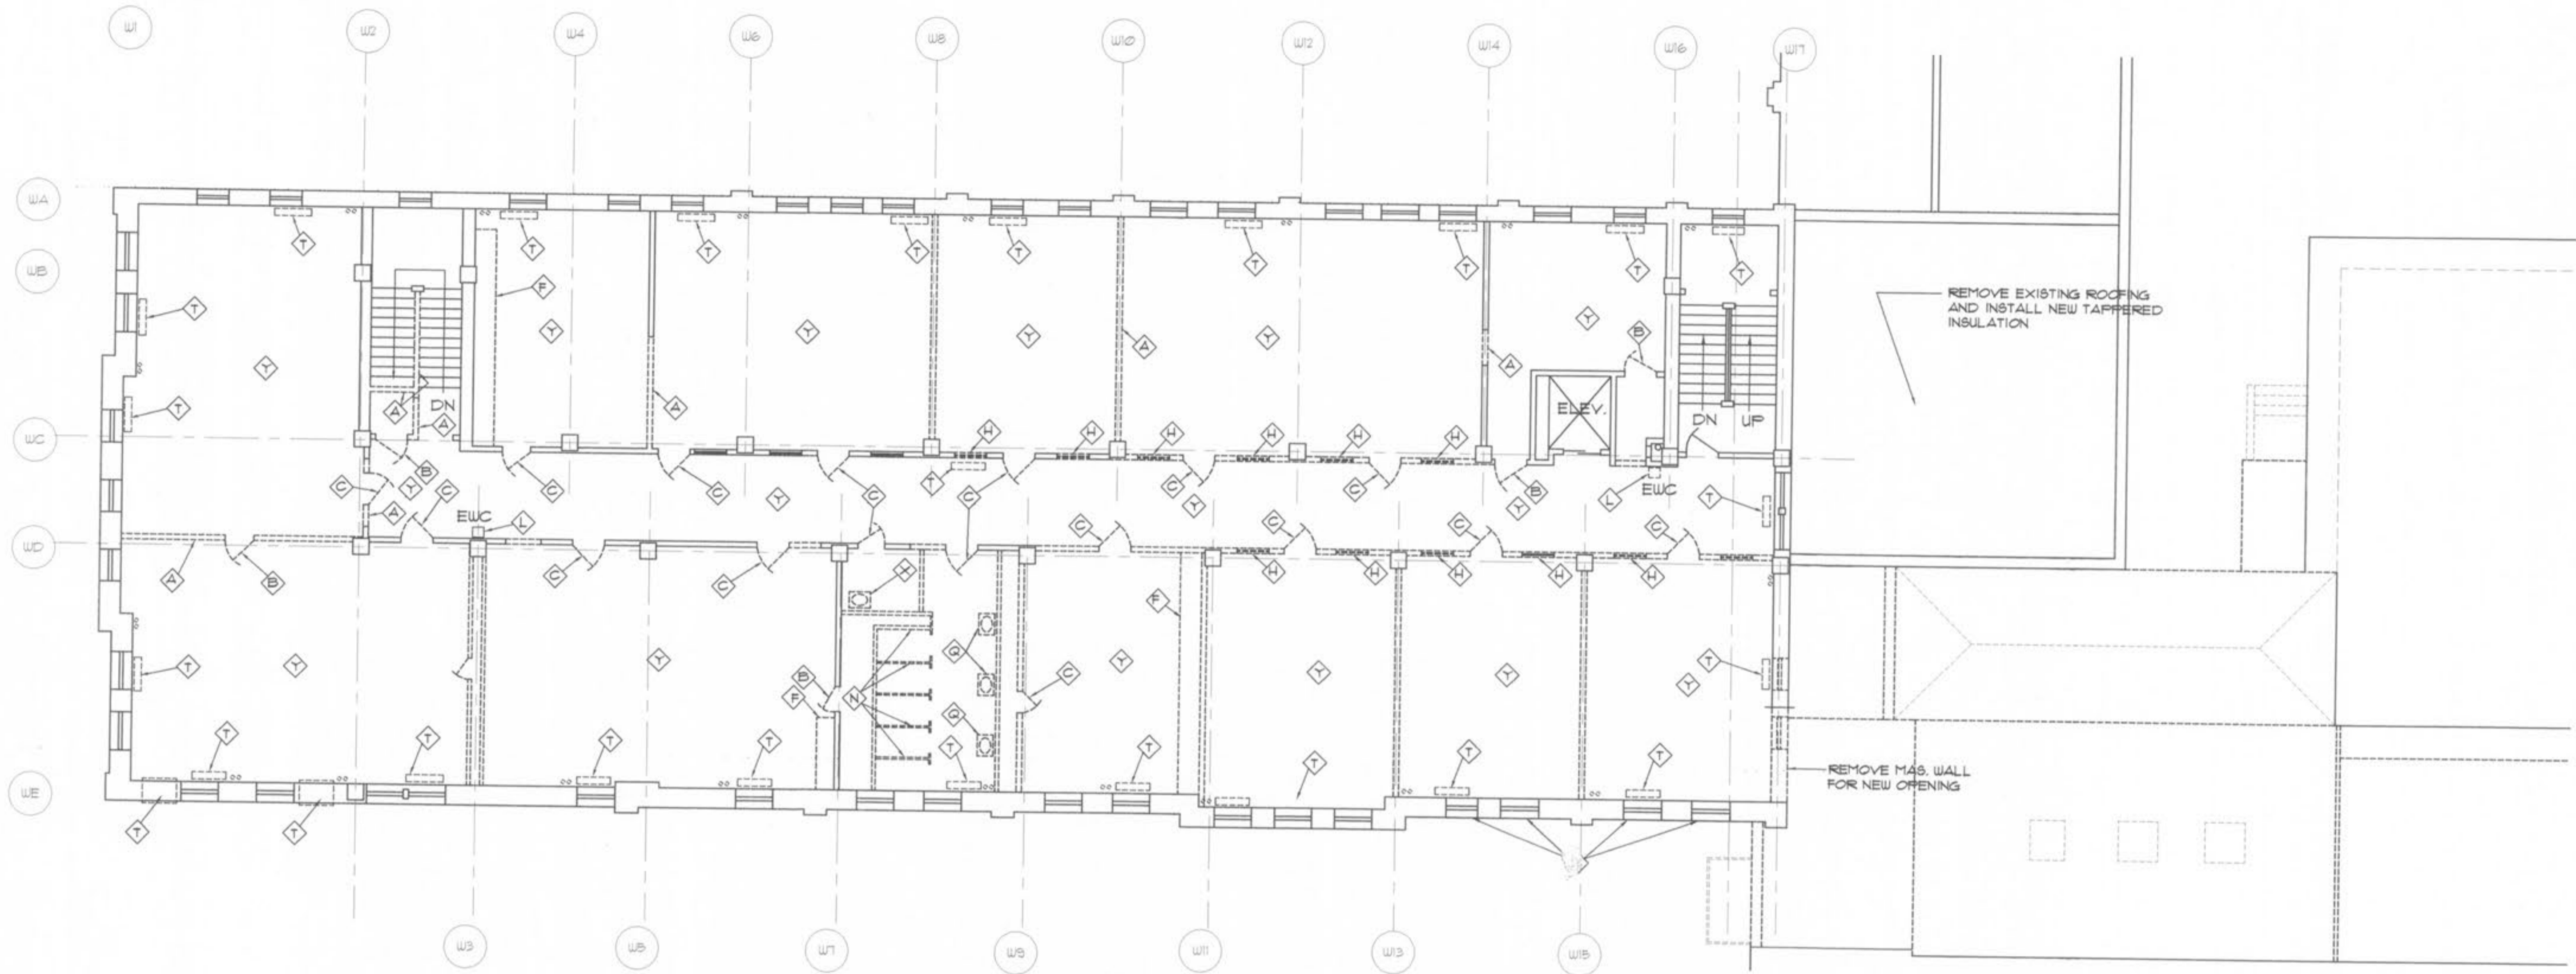 W1
W2
W4
W6
W8
W10
W12
W14
W16
W17
WA
T
T
T
T
T
T
T
T
T
T
WB
F
T
REMOVE EXISTING ROOFING
AND INSTALL NEW TAPPERED
INSULATION
Y
Y
Y
Y
Y
Y
B
A
A
T
A
A
DN
ELEV.
DN UP
WC
A
H
H
H
H
H
H
B
C
Y
C
C
C
Y
C
T
C
C
Y
C
B
Y
L
EWC
T
A
EWC
L
C
C
C
C
WD
A
B
C
C
X
H
H
H
H
H
F
T
Y
Y
Q
Y
C
Y
Y
T
Y
B
F
N
Q
T
T
T
T
T
T
T
T
T
REMOVE MAS. WALL
FOR NEW OPENING
WE
T
T
W3
W5
W7
W9
W11
W13
W15